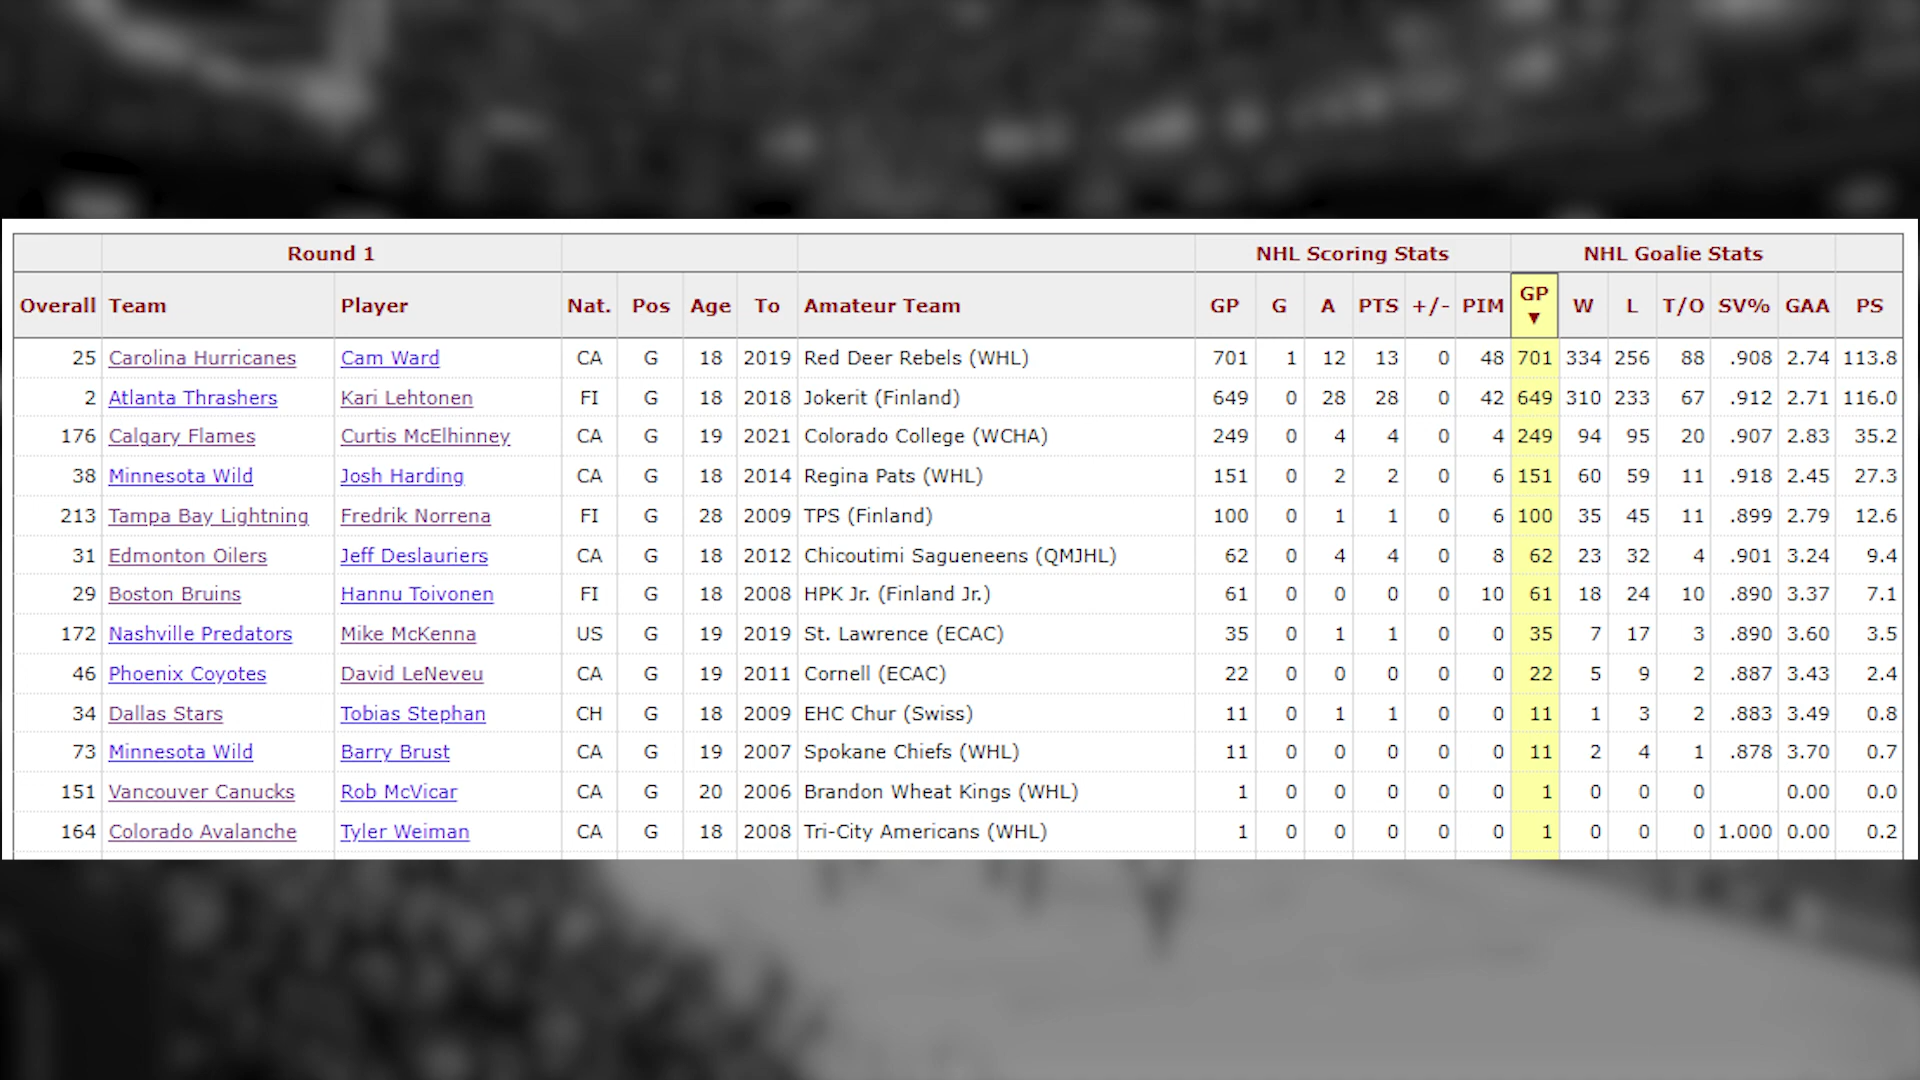 Round 1 NHL Scoring Stats NHL Goalie Stats
Overall Team Player Nat. Pos Age To Amateur Team GP G A PTS +/- PIM GP ▼ W L T/O SV% GAA PS
25 Carolina Hurricanes Cam Ward CA G 18 2019 Red Deer Rebels (WHL) 701 1 12 13 0 48 701 334 256 88 .908 2.74 113.8
2 Atlanta Thrashers Kari Lehtonen FI G 18 2018 Jokerit (Finland) 649 0 28 28 0 42 649 310 233 67 .912 2.71 116.0
176 Calgary Flames Curtis McElhinney CA G 19 2021 Colorado College (WCHA) 249 0 4 4 0 4 249 94 95 20 .907 2.83 35.2
38 Minnesota Wild Josh Harding CA G 18 2014 Regina Pats (WHL) 151 0 2 2 0 6 151 60 59 11 .918 2.45 27.3
213 Tampa Bay Lightning Fredrik Norrena FI G 28 2009 TPS (Finland) 100 0 1 1 0 6 100 35 45 11 .899 2.79 12.6
31 Edmonton Oilers Jeff Deslauriers CA G 18 2012 Chicoutimi Sagueneens (QMJHL) 62 0 4 4 0 8 62 23 32 4 .901 3.24 9.4
29 Boston Bruins Hannu Toivonen FI G 18 2008 HPK Jr. (Finland Jr.) 61 0 0 0 0 10 61 18 24 10 .890 3.37 7.1
172 Nashville Predators Mike McKenna US G 19 2019 St. Lawrence (ECAC) 35 0 1 1 0 0 35 7 17 3 .890 3.60 3.5
46 Phoenix Coyotes David LeNeveu CA G 19 2011 Cornell (ECAC) 22 0 0 0 0 0 22 5 9 2 .887 3.43 2.4
34 Dallas Stars Tobias Stephan CH G 18 2009 EHC Chur (Swiss) 11 0 1 1 0 0 11 1 3 2 .883 3.49 0.8
73 Minnesota Wild Barry Brust CA G 19 2007 Spokane Chiefs (WHL) 11 0 0 0 0 0 11 2 4 1 .878 3.70 0.7
151 Vancouver Canucks Rob McVicar CA G 20 2006 Brandon Wheat Kings (WHL) 1 0 0 0 0 0 1 0 0 0 0.00 0.0
164 Colorado Avalanche Tyler Weiman CA G 18 2008 Tri-City Americans (WHL) 1 0 0 0 0 0 1 0 0 0 1.000 0.00 0.2